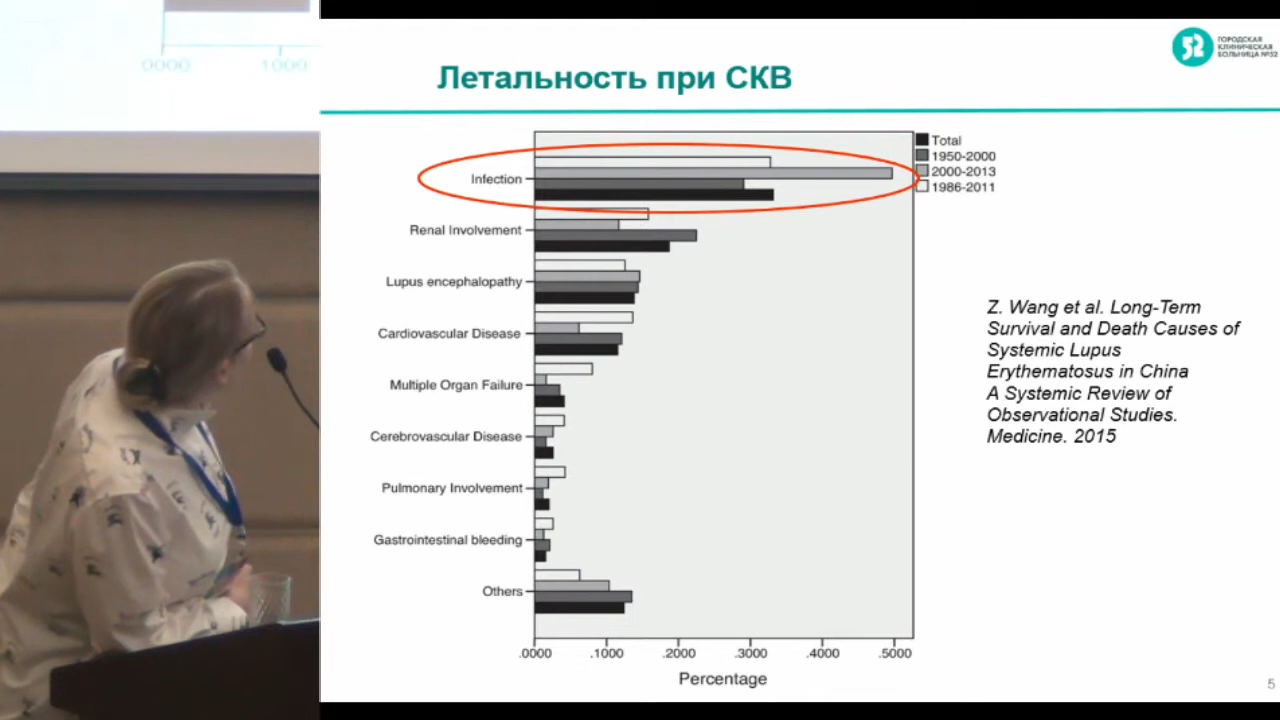 0000 1000
ГОРОДСКАЯ
КЛИНИЧЕСКАЯ
БОЛЬНИЦА №52
52
Летальность при СКВ
Total
1950-2000
2000-2013
1986-2011
Infection
Renal Involvement
Lupus encephalopathy
Cardiovascular Disease
Multiple Organ Failure
Cerebrovascular Disease
Pulmonary Involvement
Gastrointestinal bleeding
Others
.0000 .1000 .2000 .3000 .4000 .5000
Percentage
Z. Wang et al. Long-Term
Survival and Death Causes of
Systemic Lupus
Erythematosus in China
A Systemic Review of
Observational Studies.
Medicine. 2015
5